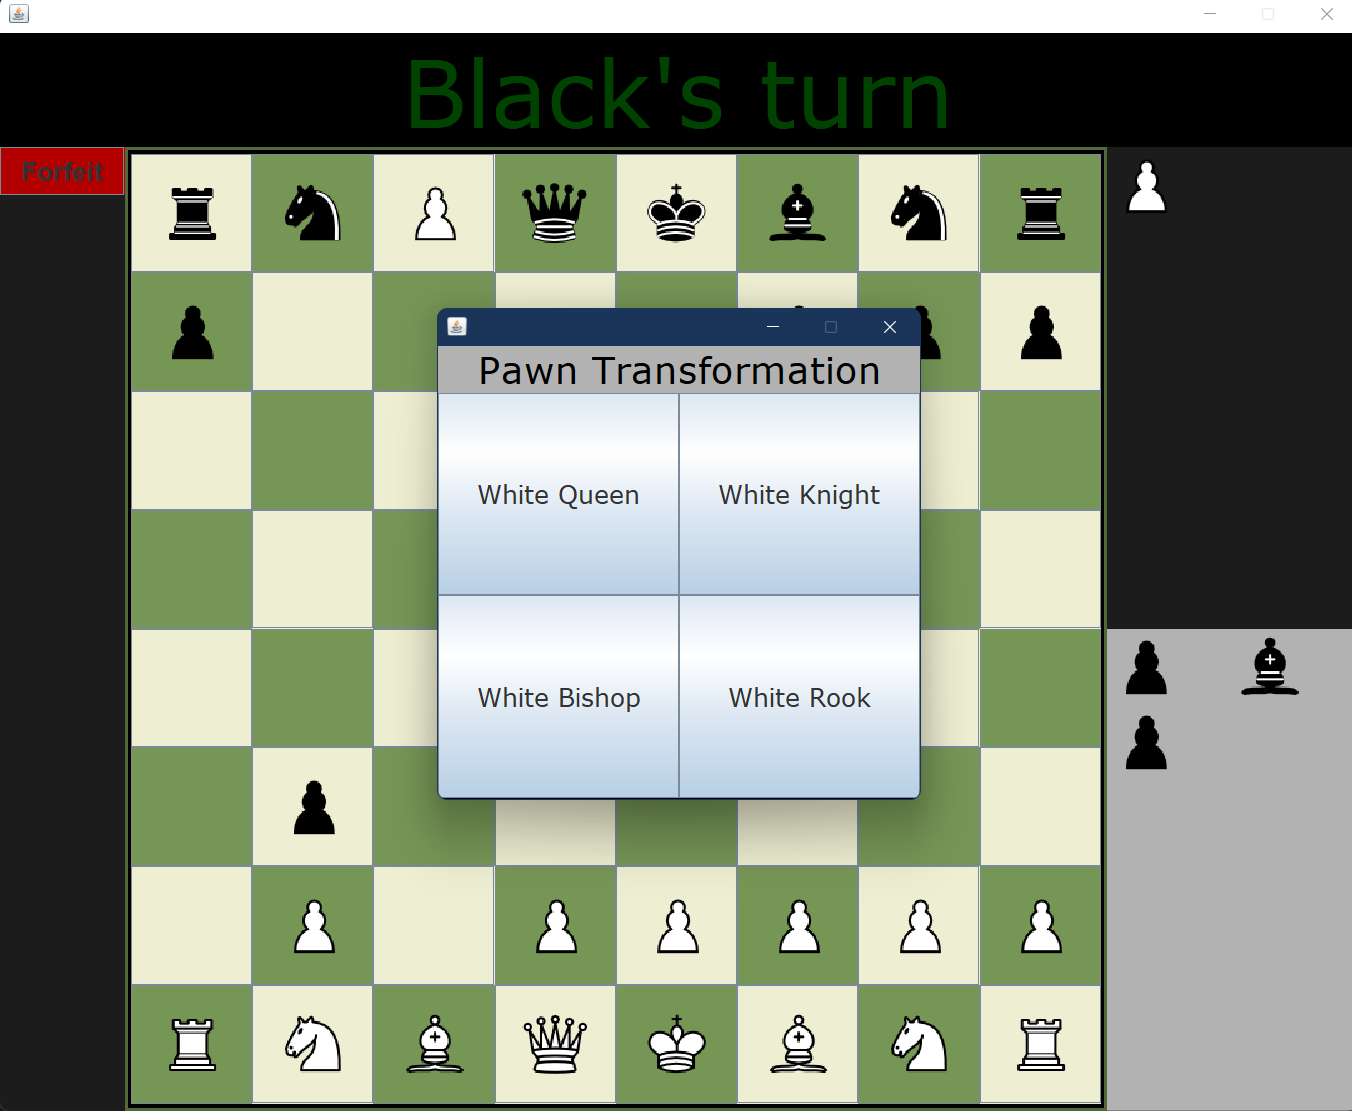 Black's turn
Forfeit
Pawn Transformation
White Queen
White Knight
White Bishop
White Rook